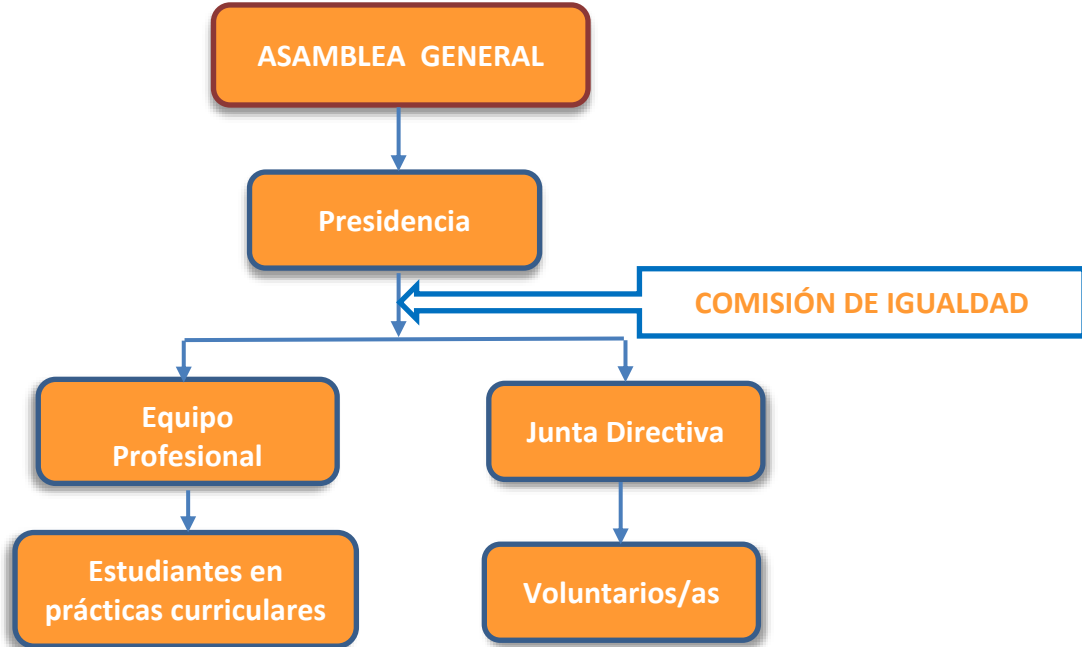 ASAMBLEA GENERAL
Presidencia
COMISIÓN DE IGUALDAD
Equipo
Profesional
Junta Directiva
Estudiantes en
prácticas curriculares
Voluntarios/as